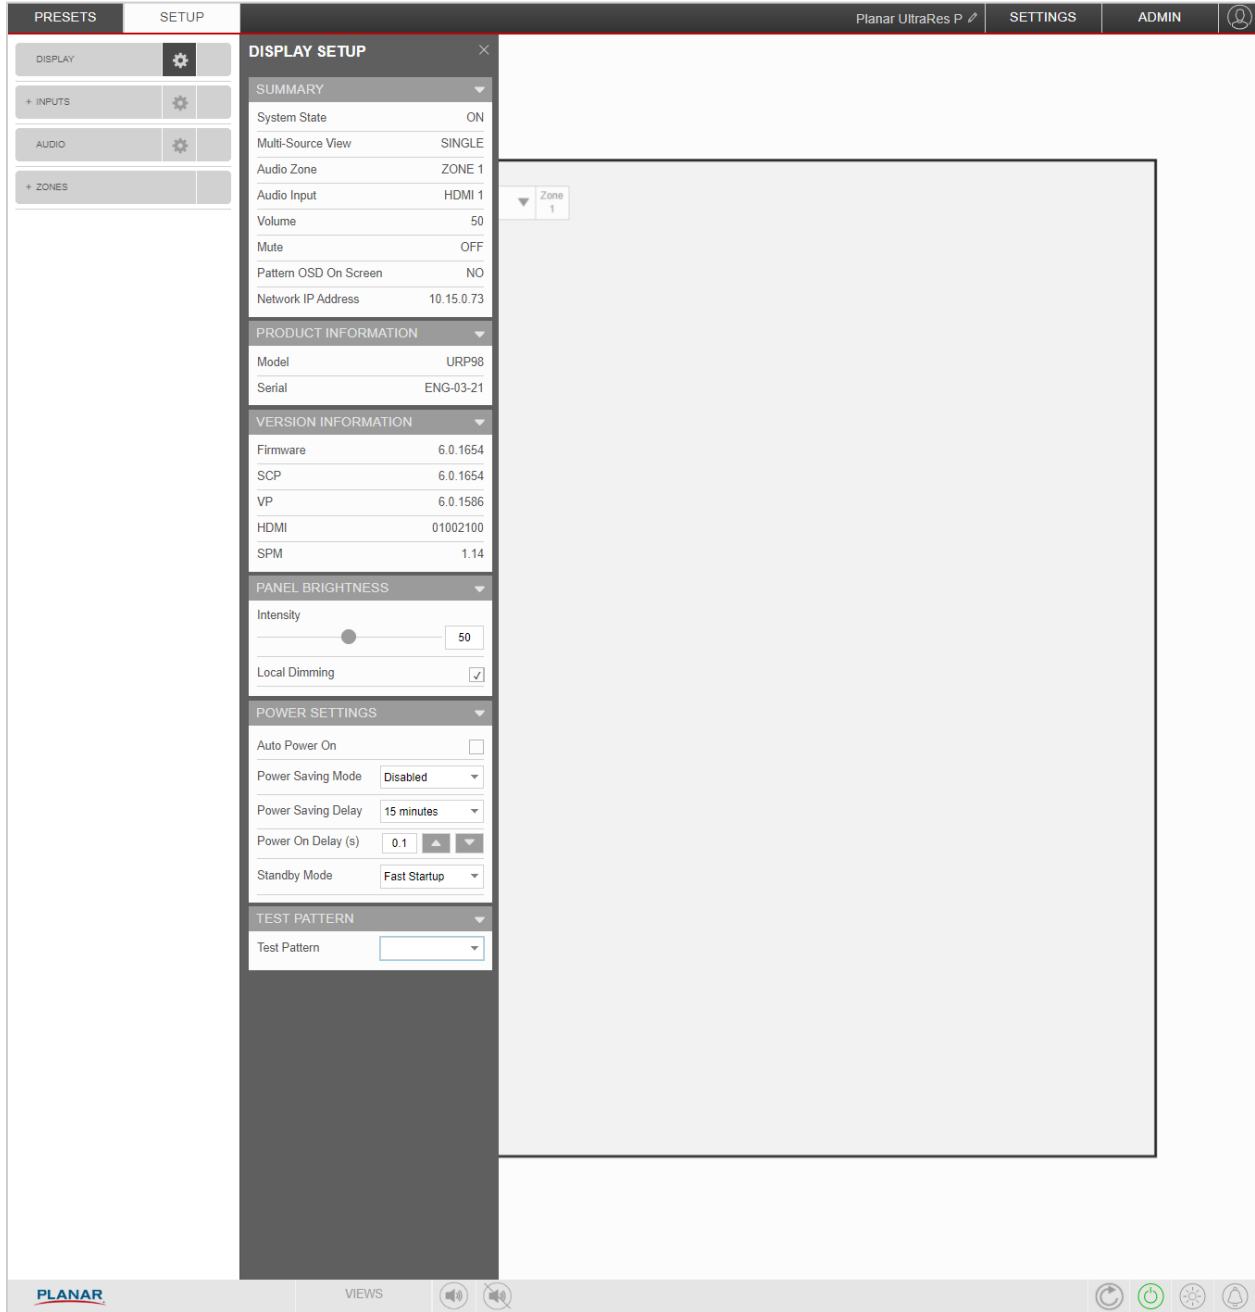 PRESETS SETUP Planar UltraRes P SETTINGS ADMIN
DISPLAY
+ INPUTS
AUDIO
+ ZONES
DISPLAY SETUP
SUMMARY
System State ON
Multi-Source View SINGLE
Audio Zone ZONE 1
Audio Input HDMI 1
Volume 50
Mute OFF
Pattern OSD On Screen NO
Network IP Address 10.15.0.73
PRODUCT INFORMATION
Model URP98
Serial ENG-03-21
VERSION INFORMATION
Firmware 6.0.1654
SCP 6.0.1654
VP 6.0.1586
HDMI 01002100
SPM 1.14
PANEL BRIGHTNESS
Intensity
50
Local Dimming
POWER SETTINGS
Auto Power On
Power Saving Mode Disabled
Power Saving Delay 15 minutes
Power On Delay (s) 0.1
Standby Mode Fast Startup
TEST PATTERN
Test Pattern
Zone
1
PLANAR VIEWS